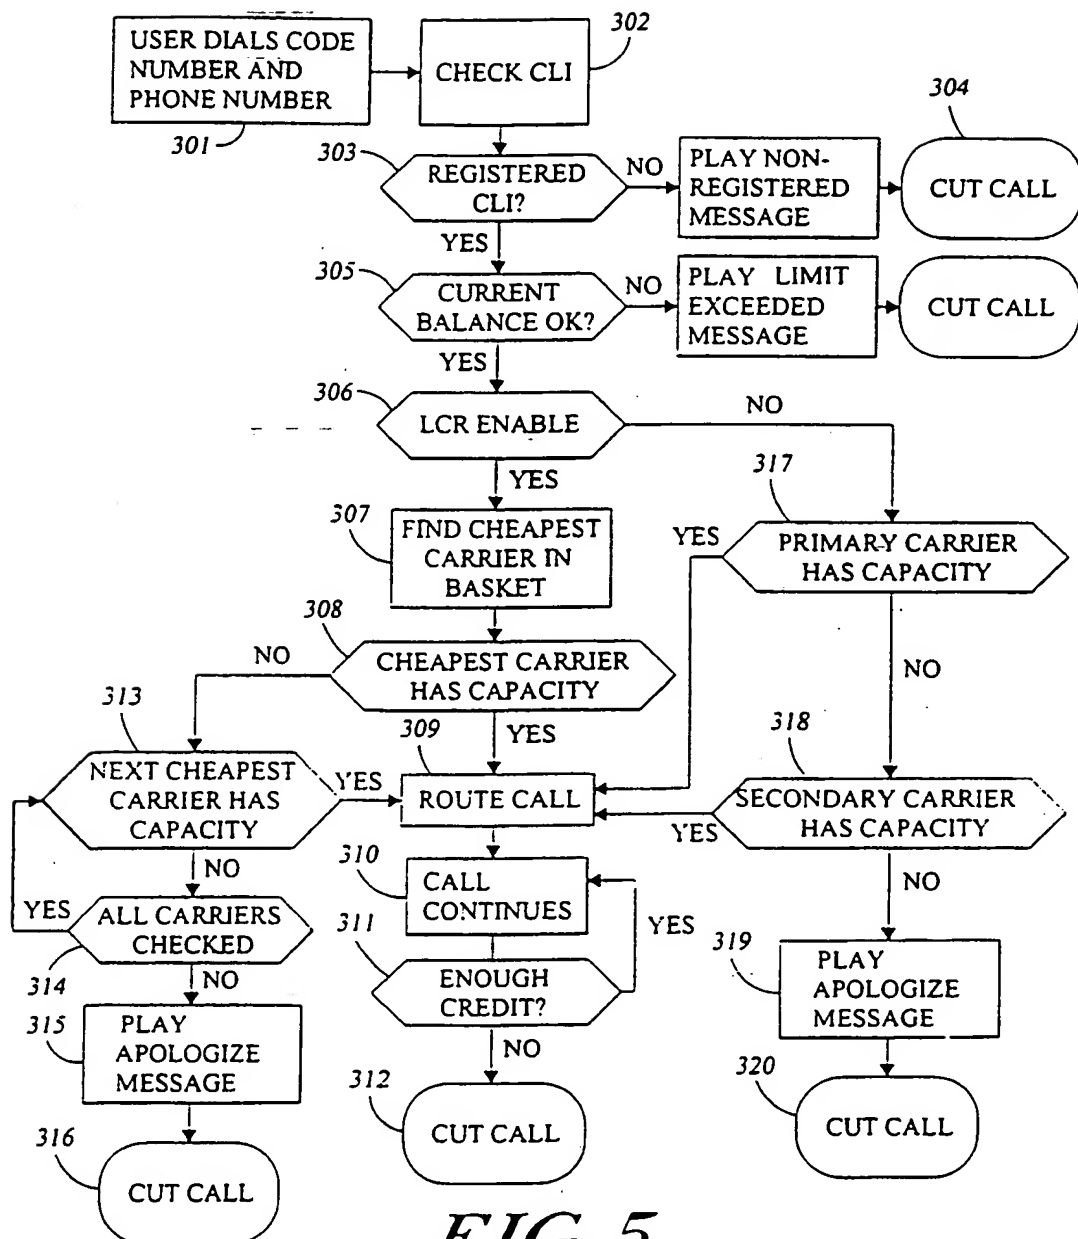 USER DIALS CODE
NUMBER AND
PHONE NUMBER
301
CHECK CLI
302
303
REGISTERED
CLI?
NO
PLAY NON-
REGISTERED
MESSAGE
304
CUT CALL
YES
305
CURRENT
BALANCE OK?
NO
PLAY LIMIT
EXCEEDED
MESSAGE
CUT CALL
YES
306
LCR ENABLE
NO
YES
307
FIND CHEAPEST
CARRIER IN
BASKET
317
YES
PRIMARY CARRIER
HAS CAPACITY
308
NO
CHEAPEST CARRIER
HAS CAPACITY
NO
313
NEXT CHEAPEST
CARRIER HAS
CAPACITY
YES
309
YES
ROUTE CALL
318
SECONDARY CARRIER
HAS CAPACITY
YES
NO
310
CALL
CONTINUES
YES
NO
YES
ALL CARRIERS
CHECKED
314
311
ENOUGH
CREDIT?
319
PLAY
APOLOGIZE
MESSAGE
NO
315
PLAY
APOLOGIZE
MESSAGE
NO
312
CUT CALL
320
CUT CALL
316
CUT CALL
FIG. 5